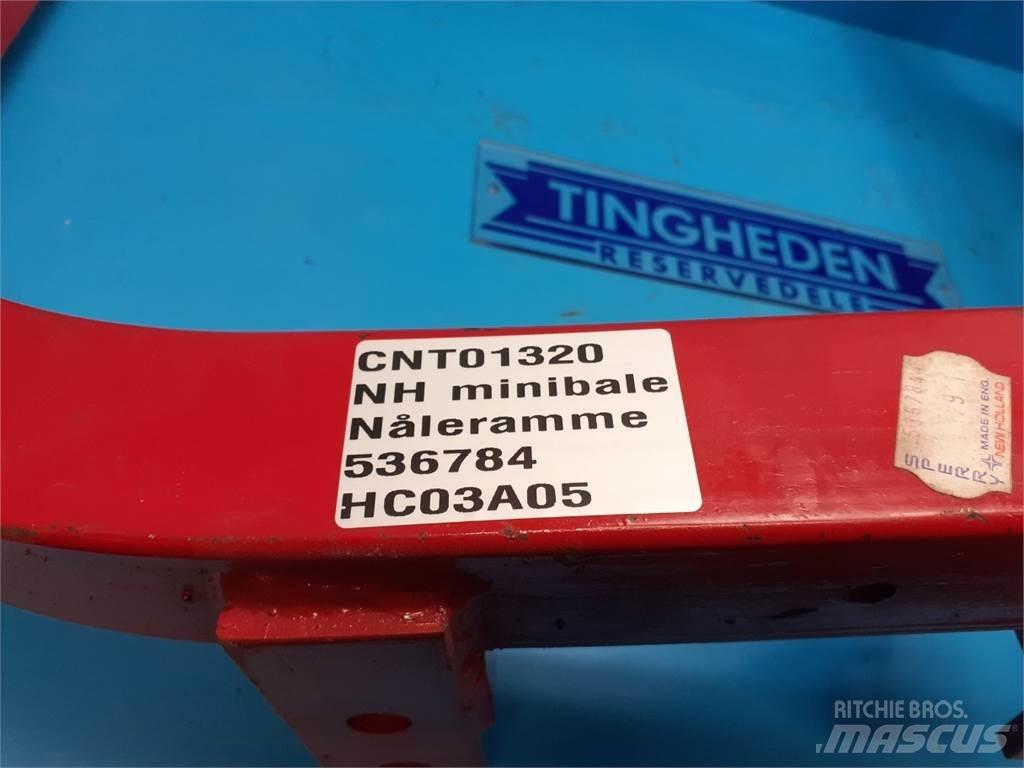 TINGHEDEN
RESERVEDELE
CNT01320
NH minibale
Nåleramme
536784
HC03A05
SPERRY
MADE IN ENG.
NEW HOLLAND
RITCHIE BROS.
MASCUS